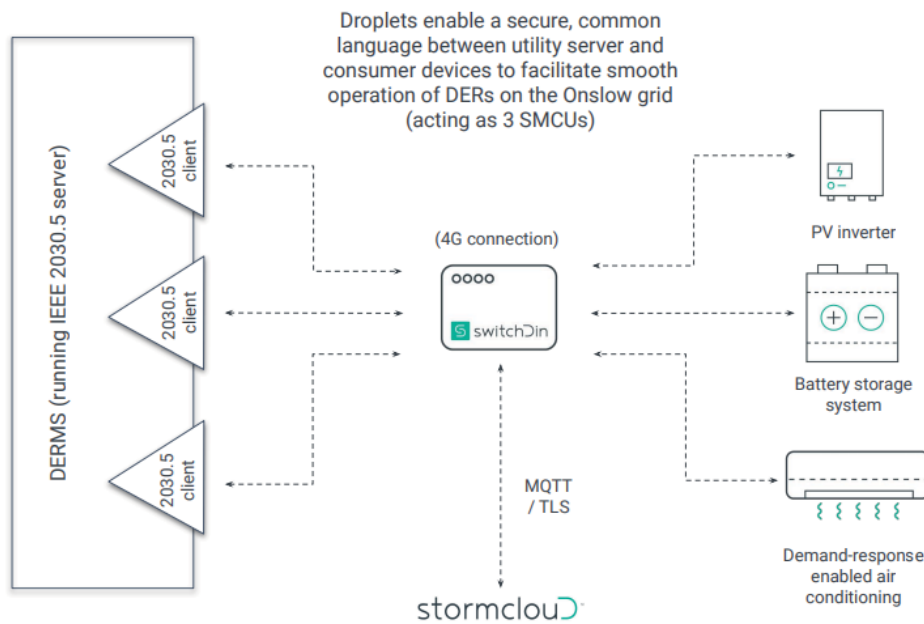 Droplets enable a secure, common
language between utility server and
consumer devices to facilitate smooth
operation of DERs on the Onslow grid
(acting as 3 SMCUs)
DERMS (running IEEE 2030.5 server)
2030.5
client
2030.5
client
2030.5
client
(4G connection)
switchDin
MQTT
/ TLS
stormclouD™
PV inverter
Battery storage
system
Demand-response
enabled air
conditioning